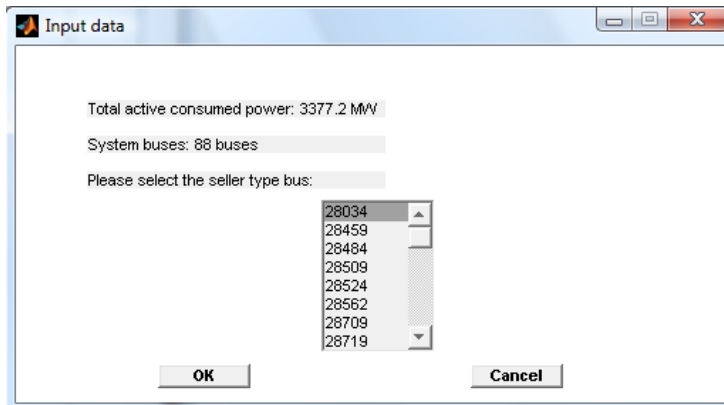 Input data
Total active consumed power: 3377.2 MW
System buses: 88 buses
Please select the seller type bus:
28034
28459
28484
28509
28524
28562
28709
28719
OK
Cancel